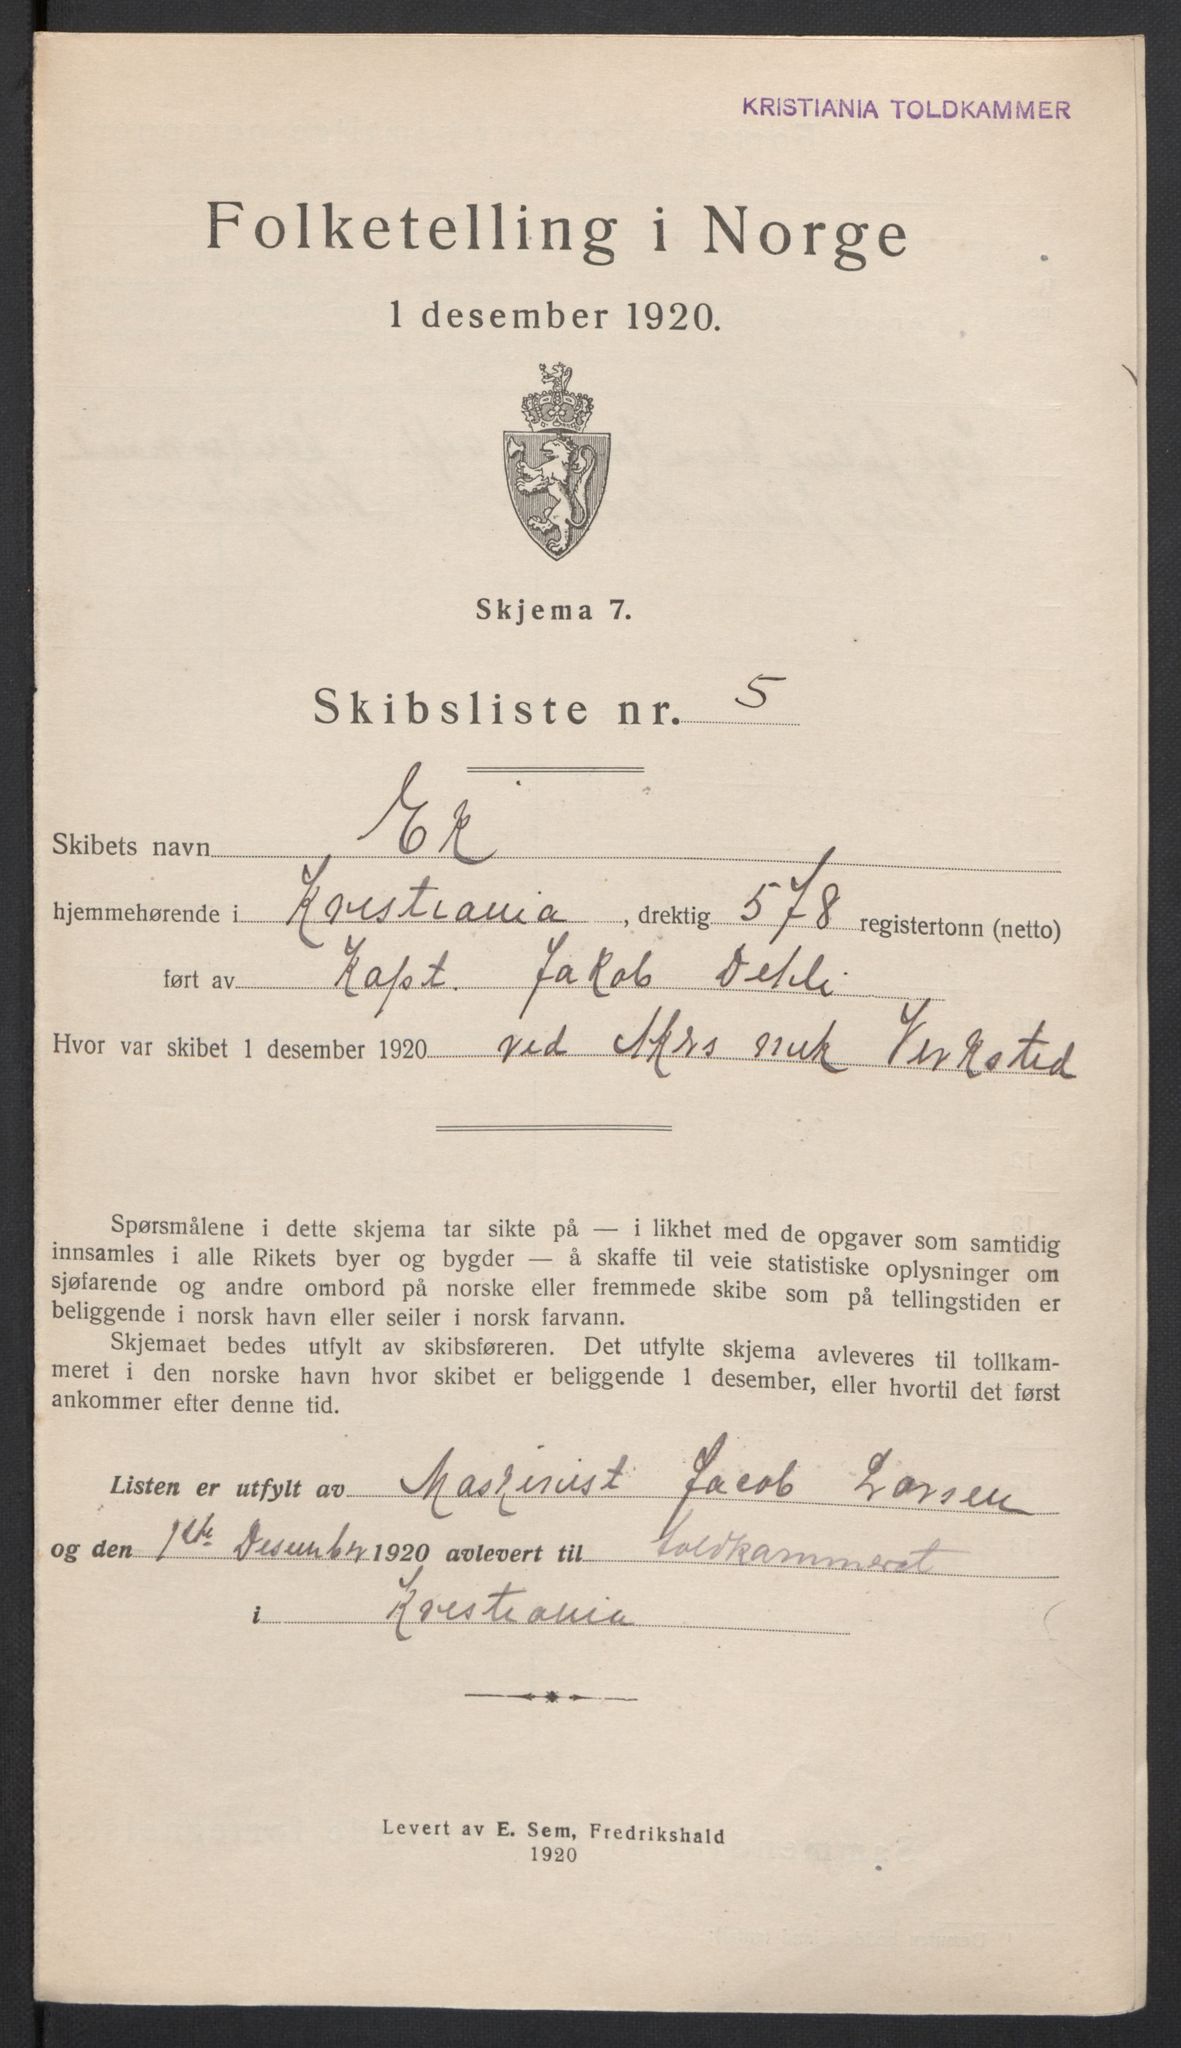 KRISTIANIA TOLDKAMMER
Folketelling i Norge
1 desember 1920.
Skjema 7.
Skibsliste nr. 5
Skibets navn Ek
hjemmehørende i Kristiania, drektig 578 registertonn (netto)
ført av Kapt. Jakob Dehli
Hvor var skibet 1 desember 1920 ved Akrs mek Verksted
Spørsmålene i dette skjema tar sikte på — i likhet med de opgaver som samtidig
innsamles i alle Rikets byer og bygder — å skaffe til veie statistiske oplysninger om
sjøfarende og andre ombord på norske eller fremmede skibe som på tellingstiden er
beliggende i norsk havn eller seiler i norsk farvann.
Skjemaet bedes utfylt av skibsføreren. Det utfylte skjema avleveres til tollkam-
meret i den norske havn hvor skibet er beliggende 1 desember, eller hvortil det først
ankommer efter denne tid.
Listen er utfylt av Maskinist Jacob Larsen
og den 1ste Desember 1920 avlevert til toldkammeret
i Kristiania
Levert av E. Sem, Fredrikshald
1920